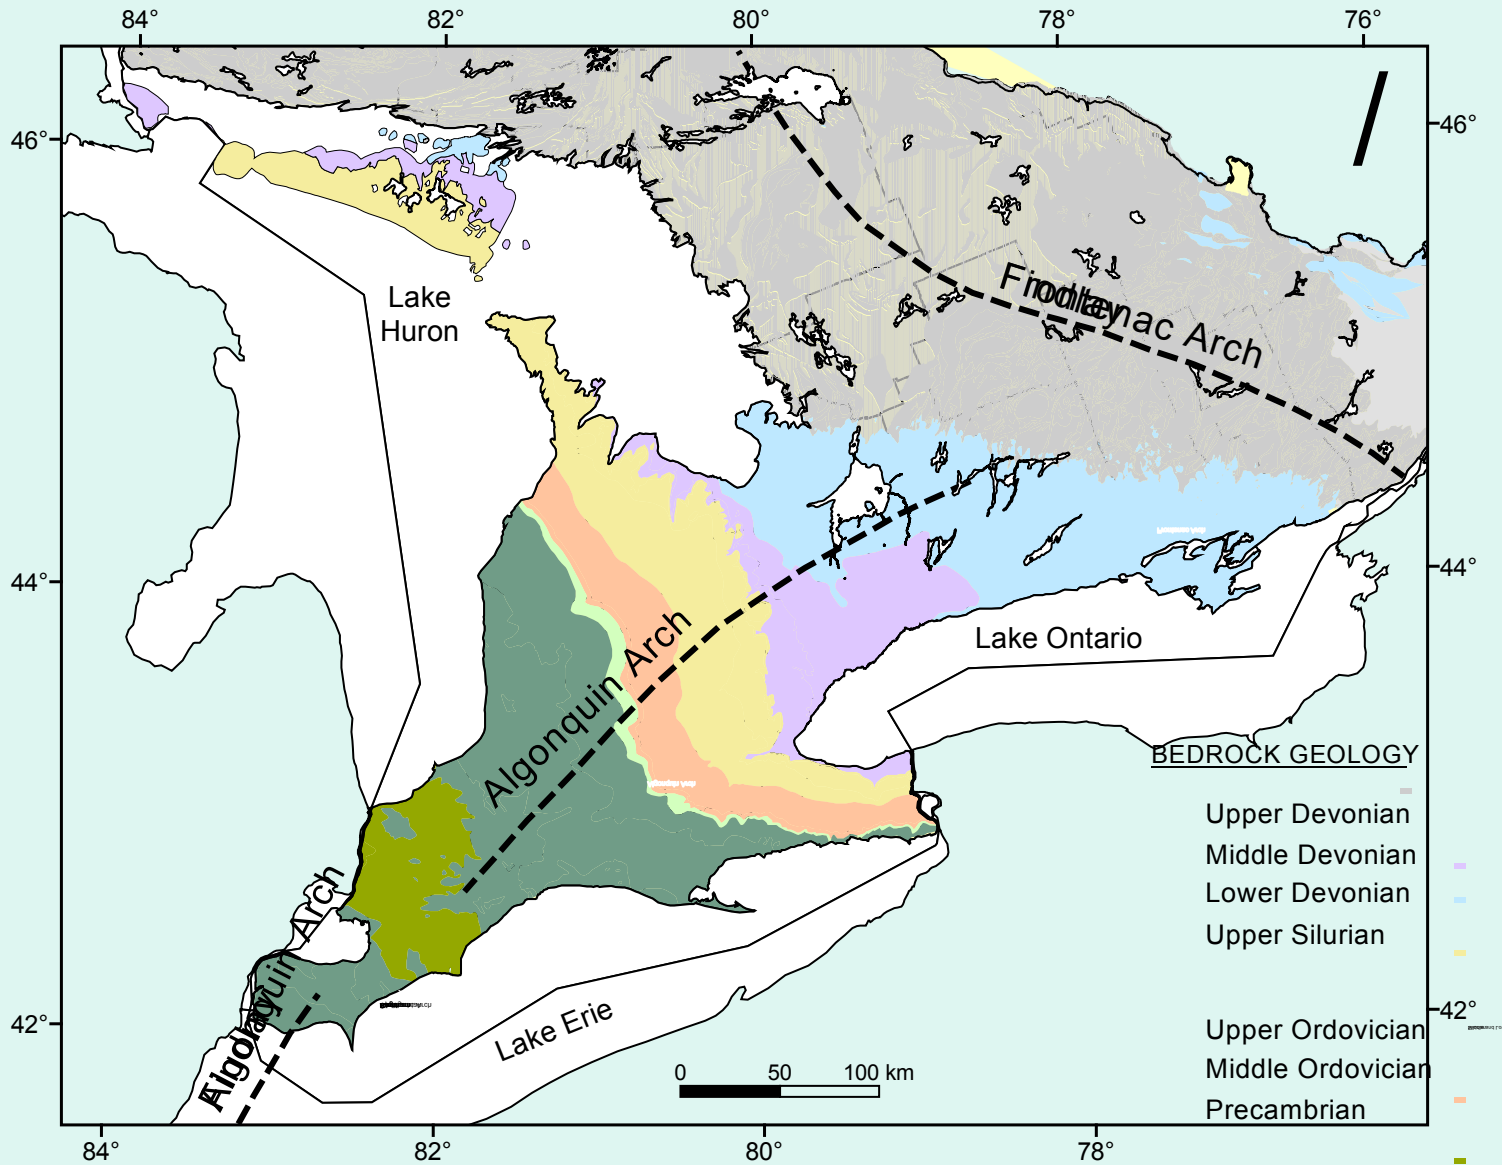 84°
82°
80°
78°
76°
46°
46°
Lake
Huron
Arch
44°
44°
Lake Ontario
Algonquin Arch
BEDROCK GEOLOGY
Upper Devonian
Middle Devonian
Lower Devonian
Upper Silurian
Arch
42°
42°
Lake Erie
Upper Ordovician
Middle Ordovician
Precambrian
0 50 100 km
84°
82°
80°
78°